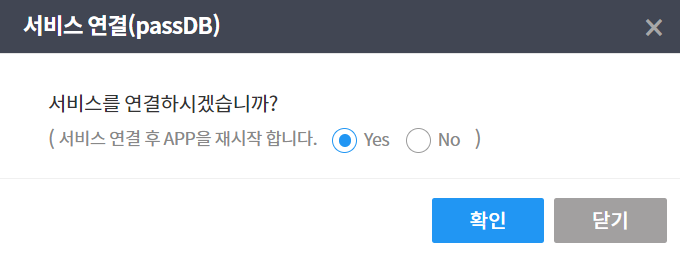 서비스 연결(passDB)
×
서비스를 연결하시겠습니까?
( 서비스 연결 후 APP을 재시작 합니다. Yes No )
확인 닫기